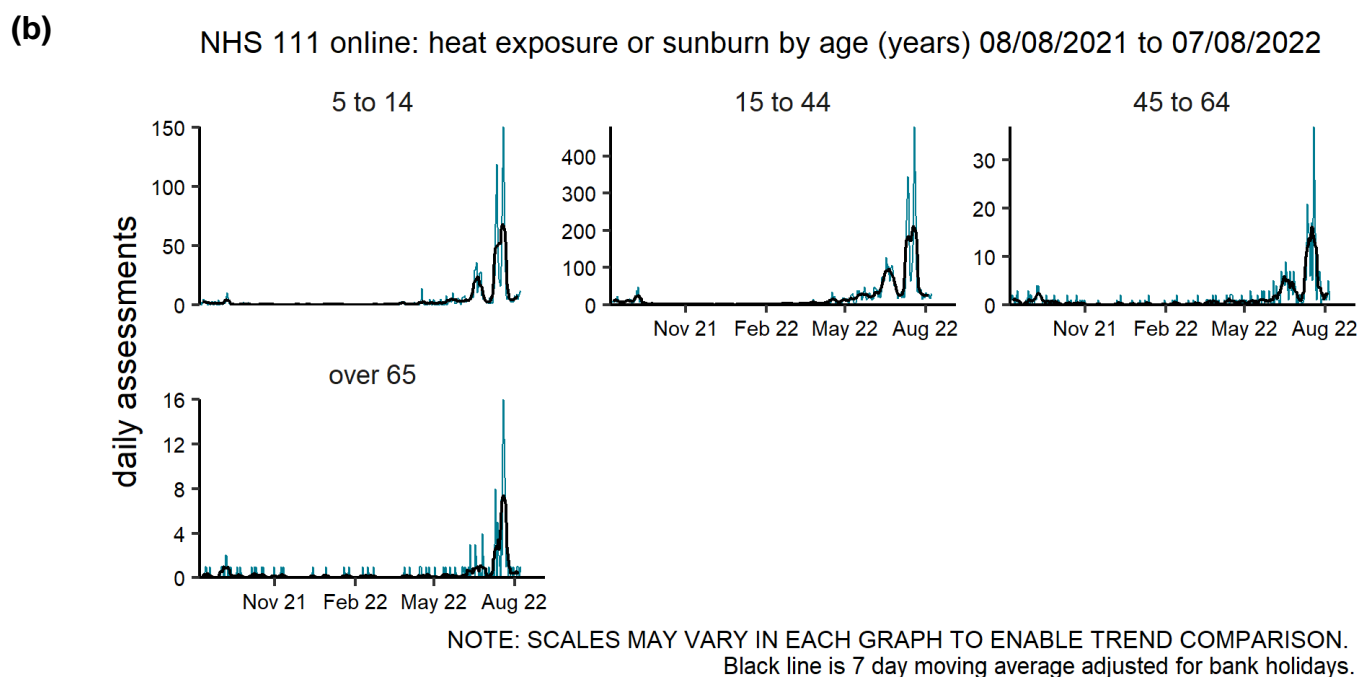 (b)
NHS 111 online: heat exposure or sunburn by age (years) 08/08/2021 to 07/08/2022
5 to 14
15 to 44
45 to 64
daily assessments
150
100
50
0
400
300
200
100
0
30
20
10
0
Nov 21 Feb 22 May 22 Aug 22
Nov 21 Feb 22 May 22 Aug 22
over 65
16
12
8
4
0
Nov 21 Feb 22 May 22 Aug 22
NOTE: SCALES MAY VARY IN EACH GRAPH TO ENABLE TREND COMPARISON.
Black line is 7 day moving average adjusted for bank holidays.